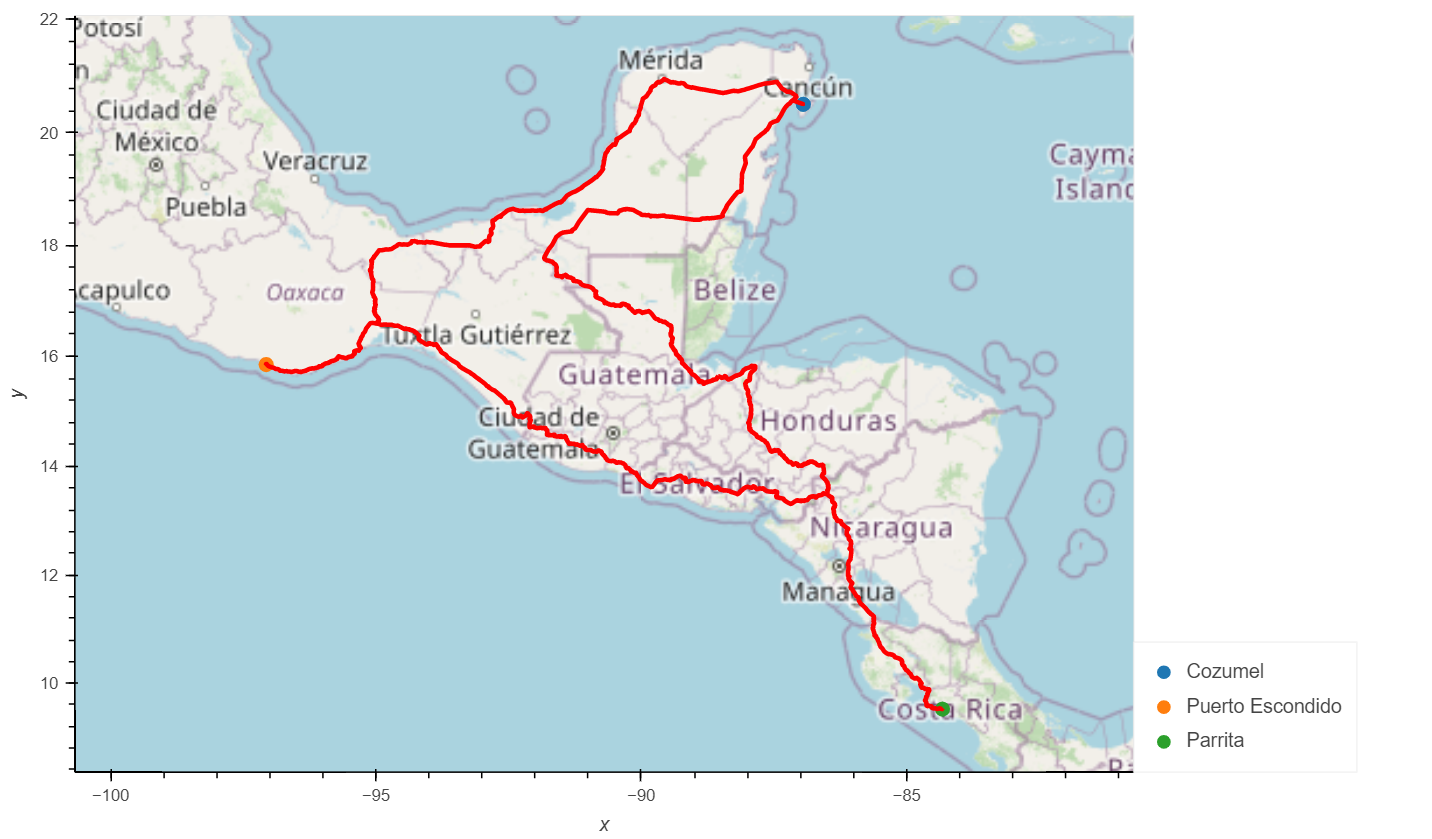 22
20
18
16
14
12
10
y
Potosí
n
Ciudad de
México
Puebla
Veracruz
Mérida
Cancún
Cayma
Islanc
capulco
Oaxaca
Tuxtla Gutiérrez
Belize
Guatemala
Ciudad de
Guatemala
Honduras
El Salvador
Nicaragua
Managua
Costa Rica
Cozumel
Puerto Escondido
Parrita
−100
−95
−90
−85
x